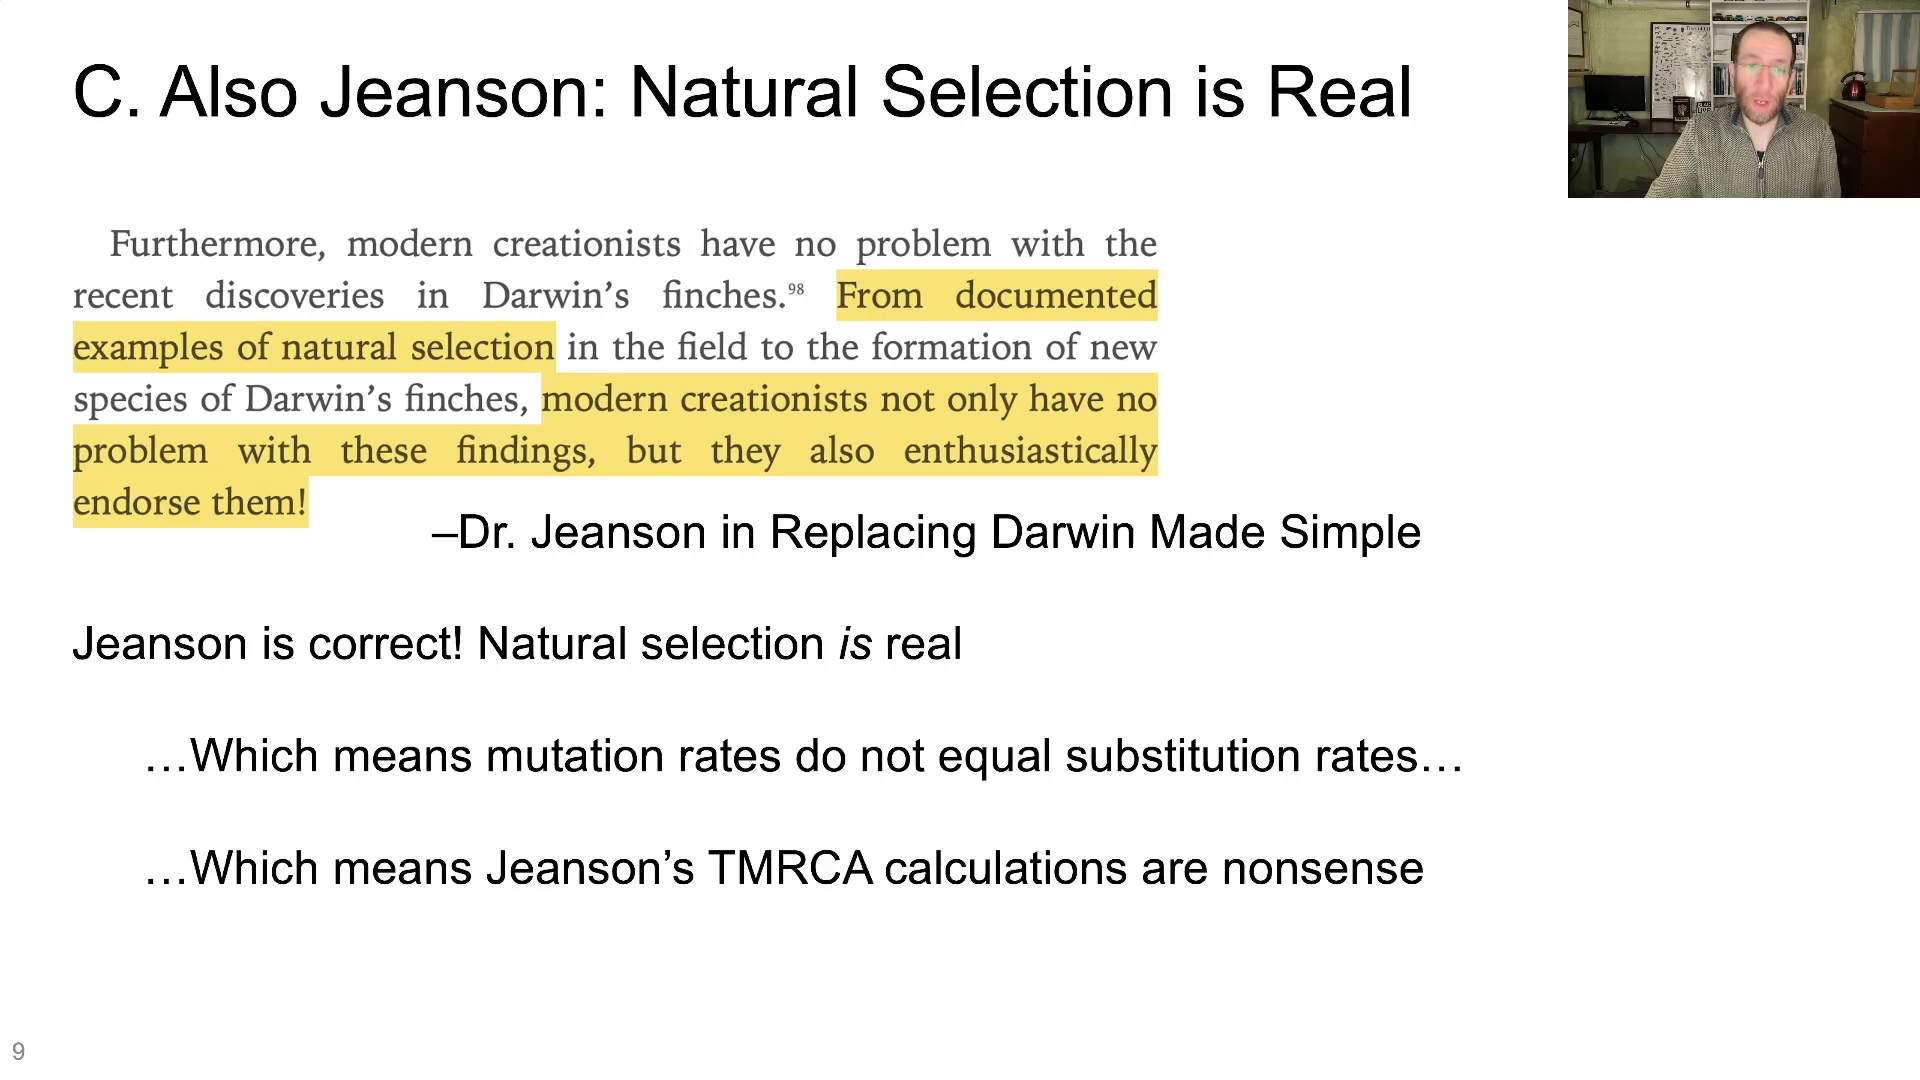 C. Also Jeanson: Natural Selection is Real
Furthermore, modern creationists have no problem with the
recent discoveries in Darwin’s finches.98 From documented
examples of natural selection in the field to the formation of new
species of Darwin’s finches, modern creationists not only have no
problem with these findings, but they also enthusiastically
endorse them!
–Dr. Jeanson in Replacing Darwin Made Simple
Jeanson is correct! Natural selection is real
…Which means mutation rates do not equal substitution rates…
…Which means Jeanson’s TMRCA calculations are nonsense
9